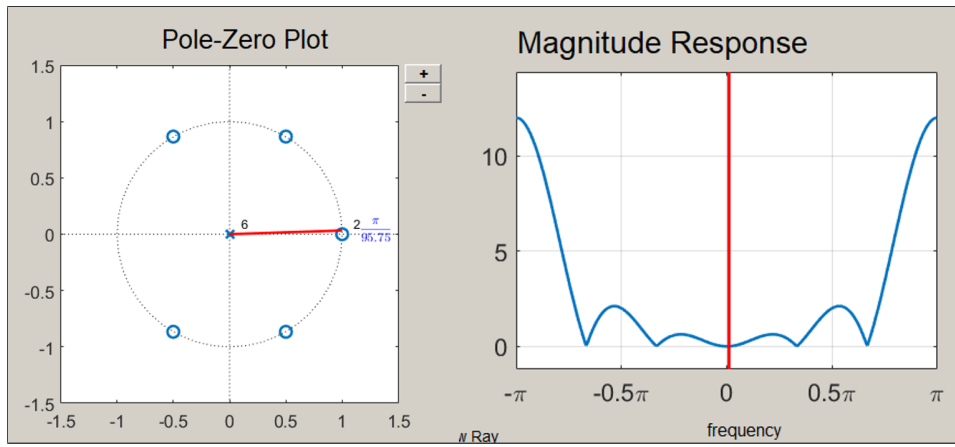 Pole-Zero Plot
1.5
1
0.5
0
-0.5
-1
-1.5
-1.5 -1 -0.5 0 0.5 1 1.5
+
-
6
2
π
95.75
w Ray
Magnitude Response
10
5
0
-π -0.5π 0 0.5π π
frequency